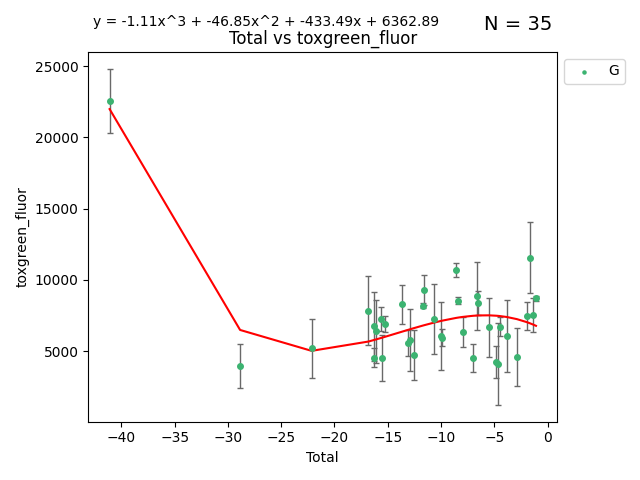 y = -1.11x^3 + -46.85x^2 + -433.49x + 6362.89
N = 35
Total vs toxgreen_fluor
G
25000
20000
15000
10000
5000
toxgreen_fluor
−40
−35
−30
−25
−20
−15
−10
−5
0
Total